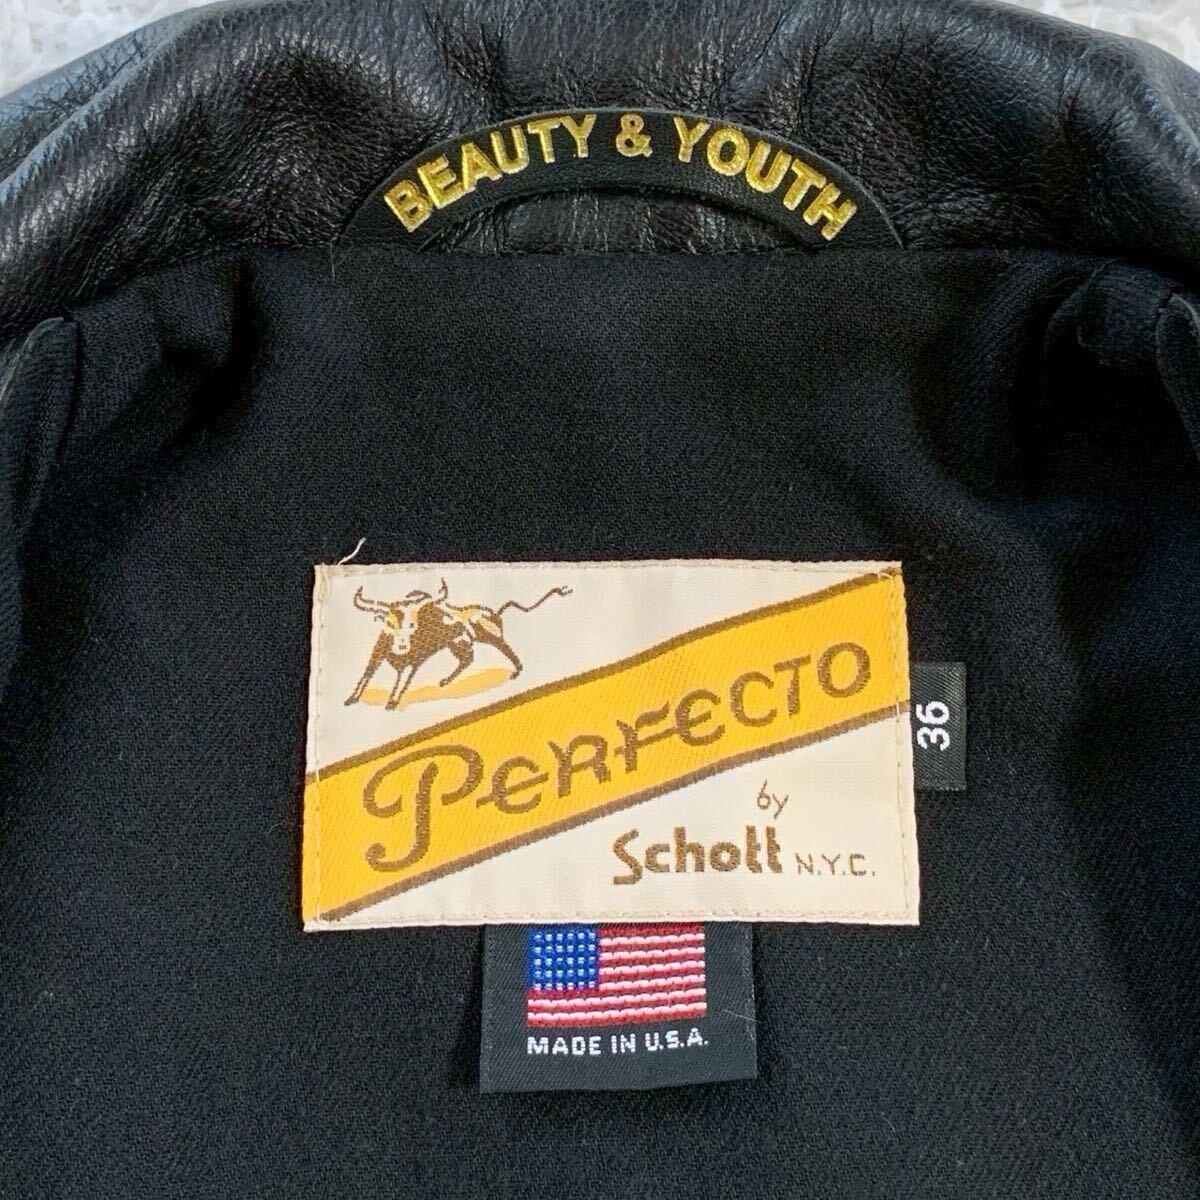 BEAUTY & YOUTH
PERFECTO
by
Schott N.Y.C.
36
MADE IN U.S.A.